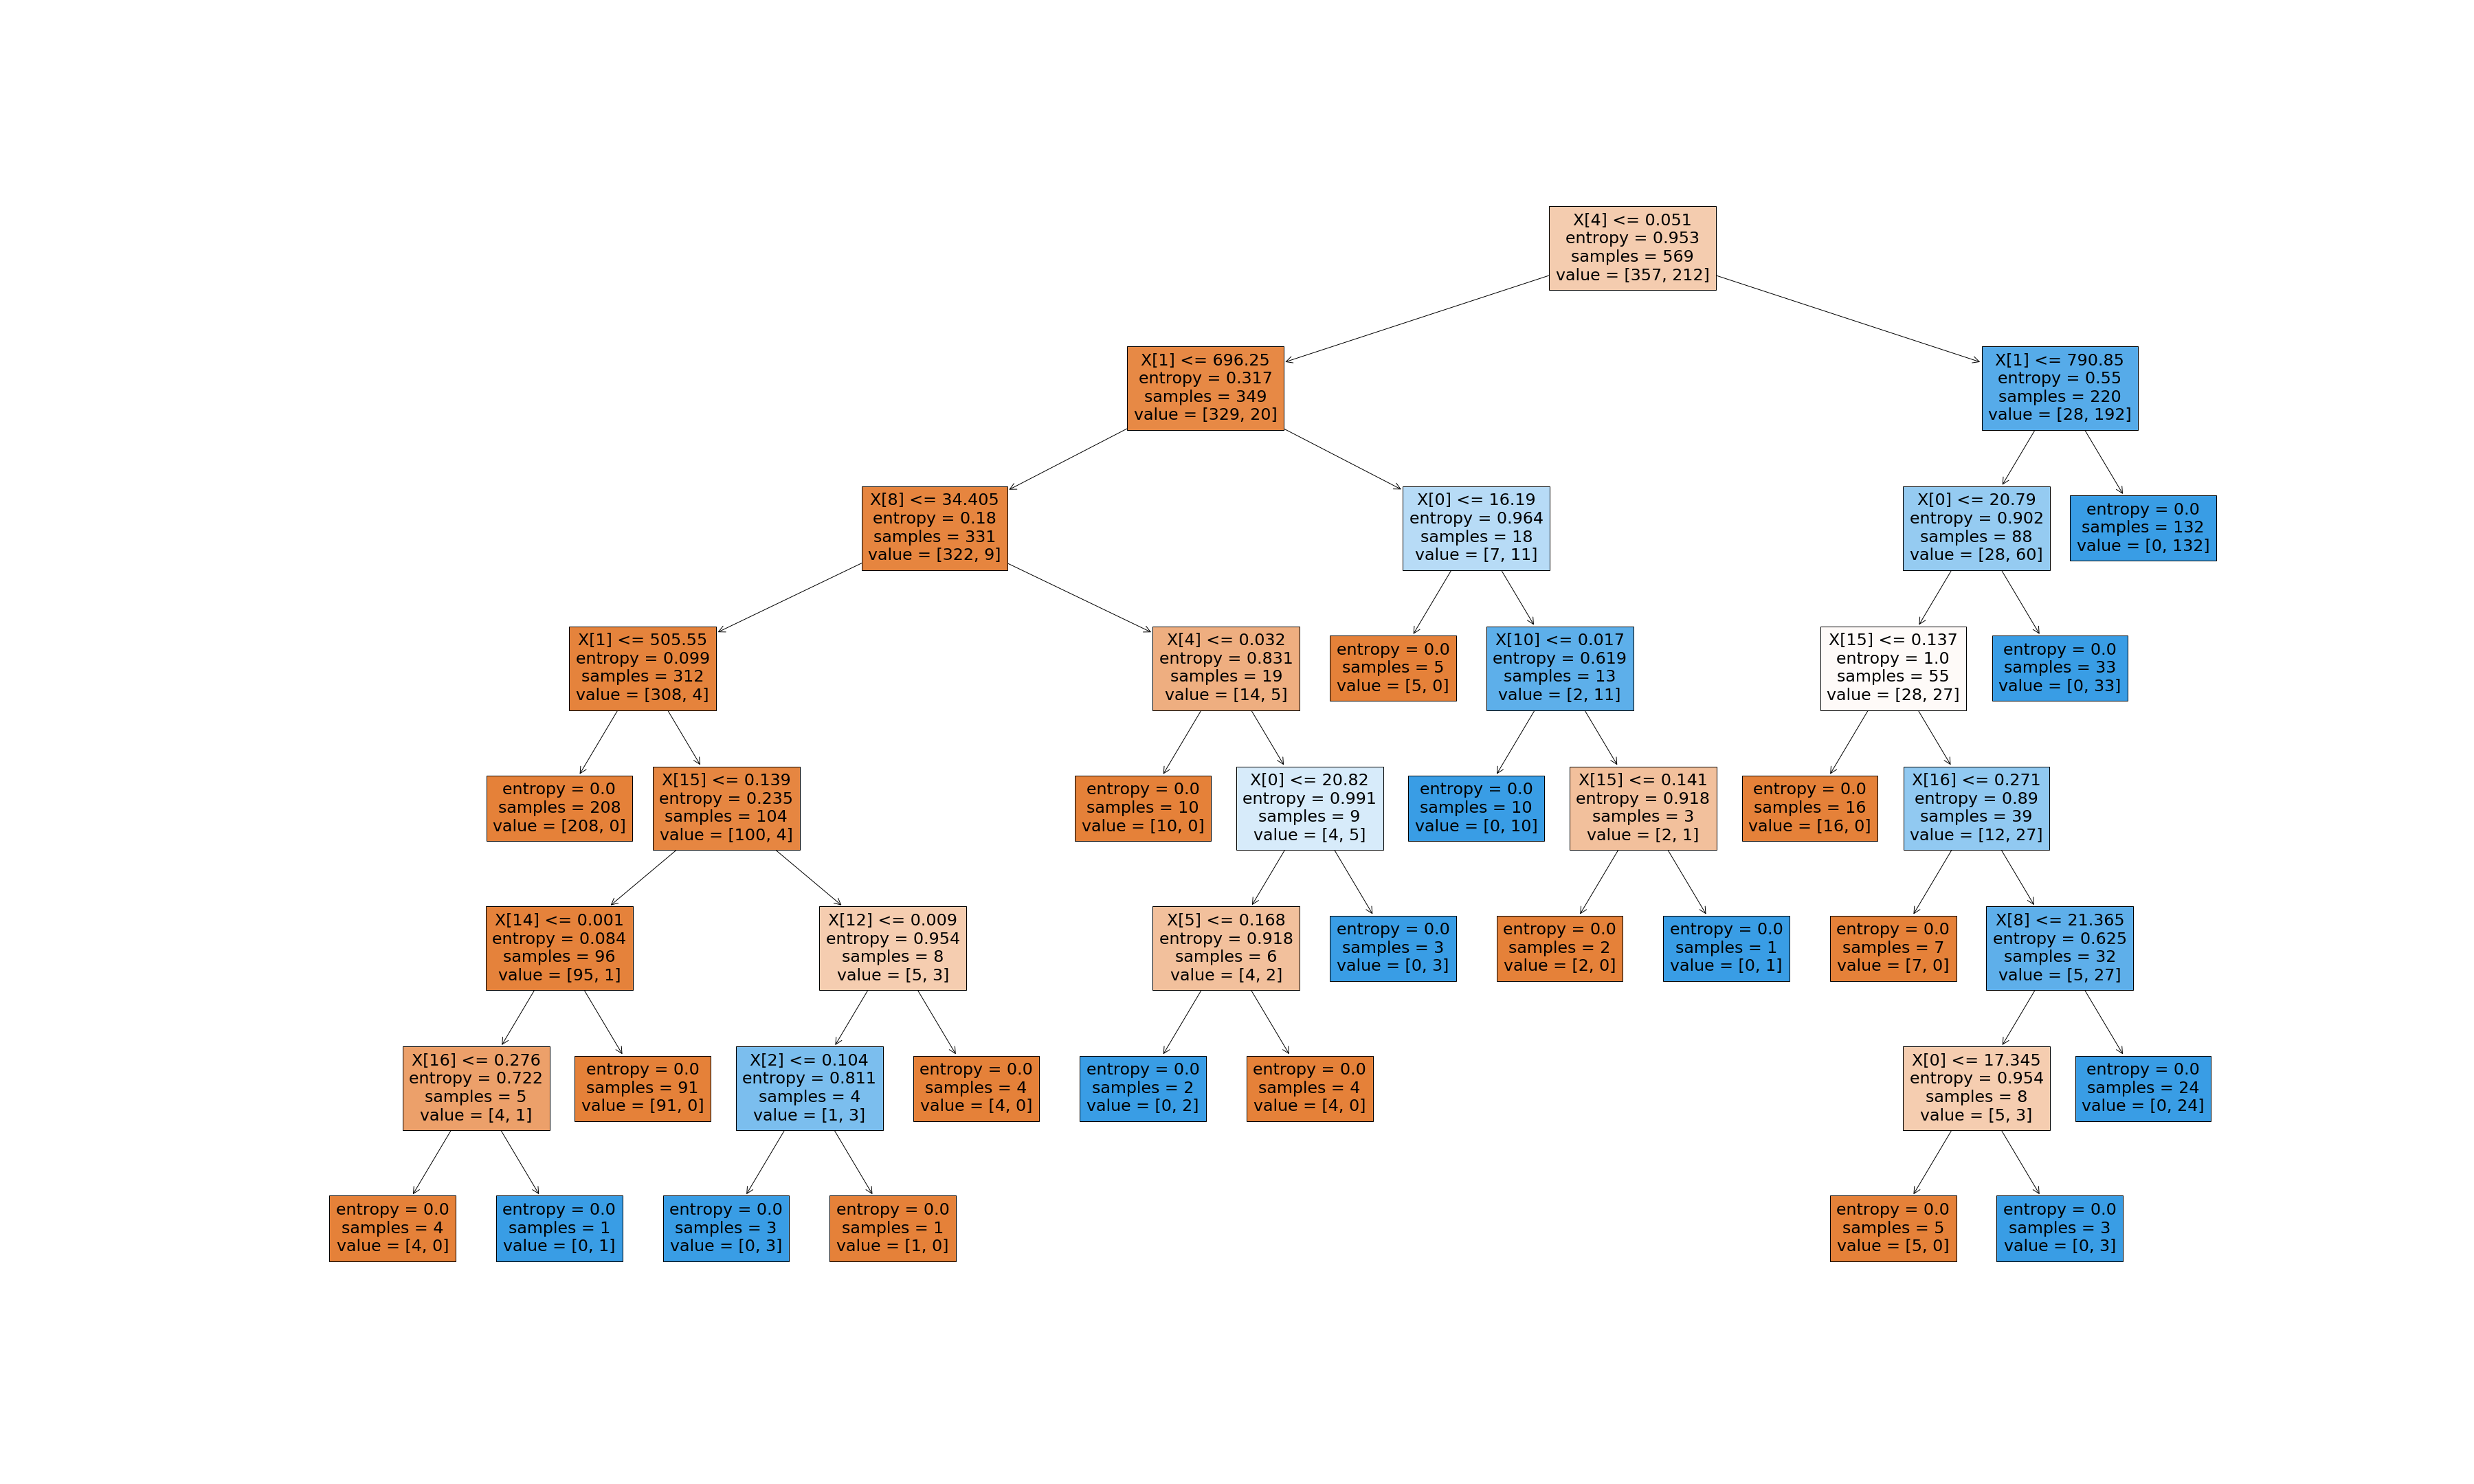 X[4] <= 0.051
entropy = 0.953
samples = 569
value = [357, 212]
X[1] <= 696.25
entropy = 0.317
samples = 349
value = [329, 20]
X[1] <= 790.85
entropy = 0.55
samples = 220
value = [28, 192]
X[8] <= 34.405
entropy = 0.18
samples = 331
value = [322, 9]
X[0] <= 16.19
entropy = 0.964
samples = 18
value = [7, 11]
X[0] <= 20.79
entropy = 0.902
samples = 88
value = [28, 60]
entropy = 0.0
samples = 132
value = [0, 132]
X[1] <= 505.55
entropy = 0.099
samples = 312
value = [308, 4]
X[4] <= 0.032
entropy = 0.831
samples = 19
value = [14, 5]
entropy = 0.0
samples = 5
value = [5, 0]
X[10] <= 0.017
entropy = 0.619
samples = 13
value = [2, 11]
X[15] <= 0.137
entropy = 1.0
samples = 55
value = [28, 27]
entropy = 0.0
samples = 33
value = [0, 33]
entropy = 0.0
samples = 208
value = [208, 0]
X[15] <= 0.139
entropy = 0.235
samples = 104
value = [100, 4]
entropy = 0.0
samples = 10
value = [10, 0]
X[0] <= 20.82
entropy = 0.991
samples = 9
value = [4, 5]
entropy = 0.0
samples = 10
value = [0, 10]
X[15] <= 0.141
entropy = 0.918
samples = 3
value = [2, 1]
entropy = 0.0
samples = 16
value = [16, 0]
X[16] <= 0.271
entropy = 0.89
samples = 39
value = [12, 27]
X[14] <= 0.001
entropy = 0.084
samples = 96
value = [95, 1]
X[12] <= 0.009
entropy = 0.954
samples = 8
value = [5, 3]
X[5] <= 0.168
entropy = 0.918
samples = 6
value = [4, 2]
entropy = 0.0
samples = 3
value = [0, 3]
entropy = 0.0
samples = 2
value = [2, 0]
entropy = 0.0
samples = 1
value = [0, 1]
entropy = 0.0
samples = 7
value = [7, 0]
X[8] <= 21.365
entropy = 0.625
samples = 32
value = [5, 27]
X[16] <= 0.276
entropy = 0.722
samples = 5
value = [4, 1]
entropy = 0.0
samples = 91
value = [91, 0]
X[2] <= 0.104
entropy = 0.811
samples = 4
value = [1, 3]
entropy = 0.0
samples = 4
value = [4, 0]
entropy = 0.0
samples = 2
value = [0, 2]
entropy = 0.0
samples = 4
value = [4, 0]
X[0] <= 17.345
entropy = 0.954
samples = 8
value = [5, 3]
entropy = 0.0
samples = 24
value = [0, 24]
entropy = 0.0
samples = 4
value = [4, 0]
entropy = 0.0
samples = 1
value = [0, 1]
entropy = 0.0
samples = 3
value = [0, 3]
entropy = 0.0
samples = 1
value = [1, 0]
entropy = 0.0
samples = 5
value = [5, 0]
entropy = 0.0
samples = 3
value = [0, 3]